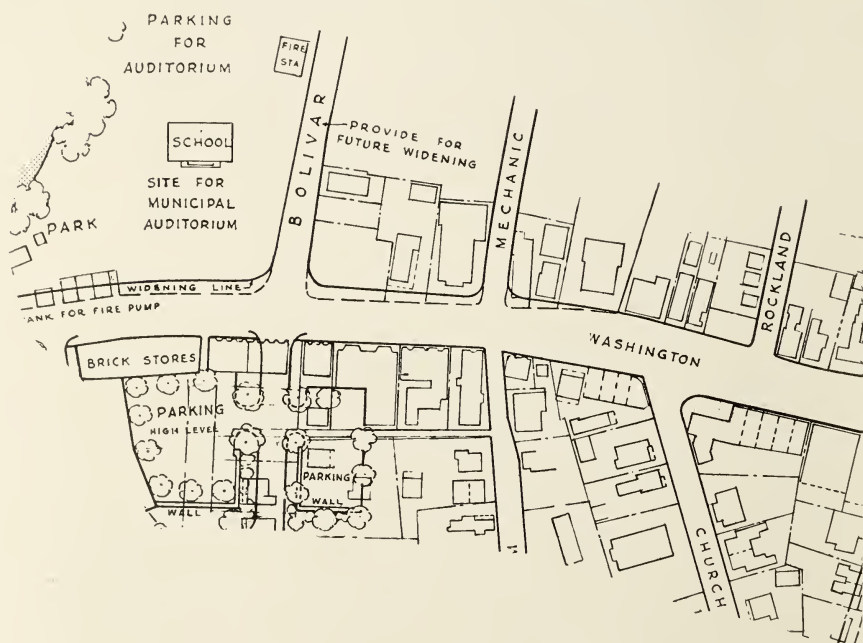 PARKING
FOR
AUDITORIUM
FIRE
STA
SCHOOL
SITE FOR
MUNICIPAL
AUDITORIUM
PARK
BOLIVAR
PROVIDE FOR
FUTURE WIDENING
MECHANIC
ROCKLAND
WIDENING LINE
FOR FIRE PUMP
WASHINGTON
BRICK STORES
PARKING
HIGH LEVEL
WALL
PARKING
WALL
CHURCH